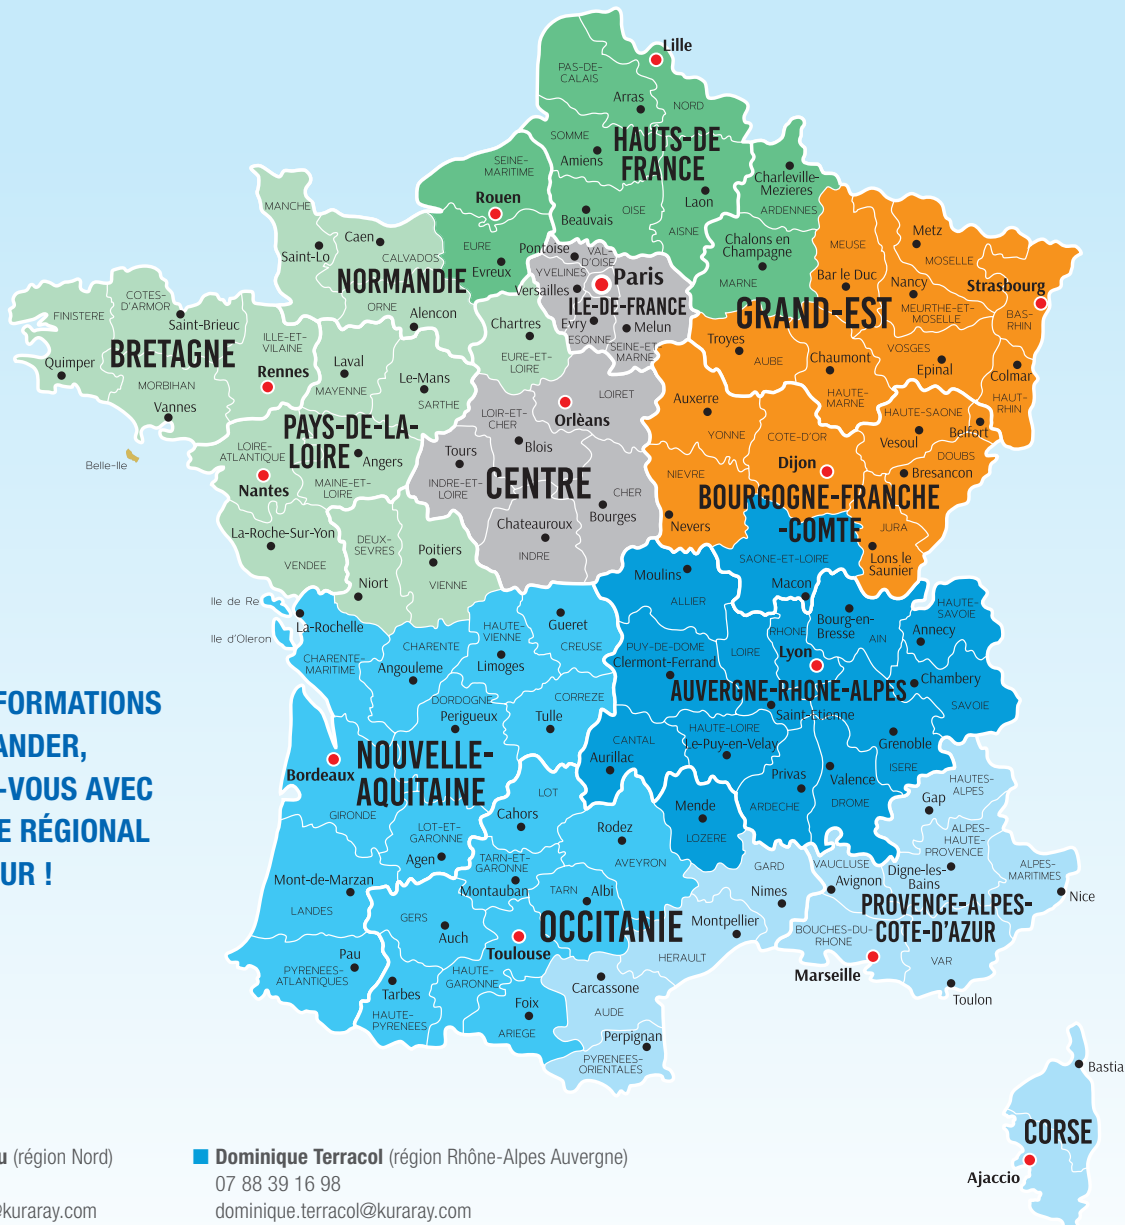 Lille
PAS-DE-
CALAIS
Arras
NORD
SOMME
HAUTS-DE
FRANCE
Amiens
SEINE-
MARITIME
Charleville-
Mezieres
Rouen
Beauvais
OISE
Laon
ARDENNES
MANCHE
AISNE
Caen
Saint-Lo
CALVADOS
EURE
Evreux
Pontoise
VAL-
D'OISE
Chalons en
Champagne
MEUSE
Metz
MOSELLE
NORMANDIE
YVELINES
Versailles
Paris
MARNE
Bar le Duc
Nancy
Strasbourg
COTES-
D'ARMOR
ORNE
ILE-DE-FRANCE
GRAND-EST
MEURTHE-ET-
MOSELLE
BAS-
RHIN
FINISTERE
Saint-Brieuc
Alencon
Chartres
Evry
ESONNE
Melun
SEINE-ET-
MARNE
Troyes
BRETAGNE
ILLE-ET-
VILAINE
Laval
EURE-ET-
LOIRE
AUBE
Chaumont
VOSGES
Epinal
Colmar
Quimper
Rennes
MAYENNE
Le-Mans
SARTHE
HAUTE-
MARNE
HAUT-
RHIN
MORBIHAN
Vannes
LOIR-ET-
CHER
Orlèans
LOIRET
Auxerre
YONNE
COTE-D'OR
HAUTE-SAONE
Vesoul
Belfort
PAYS-DE-LA-
LOIRE
LOIRE-
ATLANTIQUE
Angers
Tours
Blois
Dijon
DOUBS
Bresancon
Belle-Ile
Nantes
MAINE-ET-
LOIRE
INDRE-ET-
LOIRE
CENTRE
CHER
NIEVRE
BOURGOGNE-FRANCHE
-COMTE
Bourges
Nevers
La-Roche-Sur-Yon
Chateauroux
JURA
VENDEE
DEUX-
SEVRES
Poitiers
INDRE
SAONE-ET-LOIRE
Lons le
Saunier
Niort
VIENNE
Moulins
Macon
Ile de Re
ALLIER
HAUTE-
SAVOIE
La-Rochelle
Gueret
Bourg-en-
Bresse
Ile d'Oleron
HAUTE-
VIENNE
RHONE
AIN
Annecy
CHARENTE
CREUSE
PUY-DE-DOME
LOIRE
Lyon
CHARENTE-
MARITIME
Angouleme
Limoges
Clermont-Ferrand
Chambery
AUVERGNE-RHONE-ALPES
FORMATIONS
DORDOGNE
CORREZE
SAVOIE
Perigueux
Tulle
Saint-Etienne
ANDER,
HAUTE-LOIRE
Grenoble
NOUVELLE-
AQUITAINE
CANTAL
Le-Puy-en-Velay
Bordeaux
Aurillac
ISERE
-VOUS AVEC
LOT
Privas
Valence
HAUTES-
ALPES
GIRONDE
Cahors
Mende
ARDECHE
DROME
Gap
E RÉGIONAL
LOT-ET-
GARONNE
Rodez
LOZERE
ALPES-
HAUTE-
PROVENCE
Agen
TARN-ET-
GARONNE
AVEYRON
GARD
VAUCLUSE
ALPES-
MARITIMES
UR !
Mont-de-Marzan
Montauban
TARN
Albi
Nimes
Avignon
Digne-les-
Bains
Nice
LANDES
GERS
OCCITANIE
Montpellier
PROVENCE-ALPES-
COTE-D'AZUR
Auch
BOUCHES-DU-
RHONE
Pau
Toulouse
HERAULT
Marseille
VAR
PYRENEES-
ATLANTIQUES
Tarbes
HAUTE-
GARONNE
Carcassone
Toulon
HAUTE-
PYRENEES
Foix
AUDE
ARIEGE
Perpignan
PYRENEES-
ORIENTALES
Bastia
CORSE
Ajaccio
u (région Nord)
@kuraray.com
Dominique Terracol (région Rhône-Alpes Auvergne)
07 88 39 16 98
dominique.terracol@kuraray.com